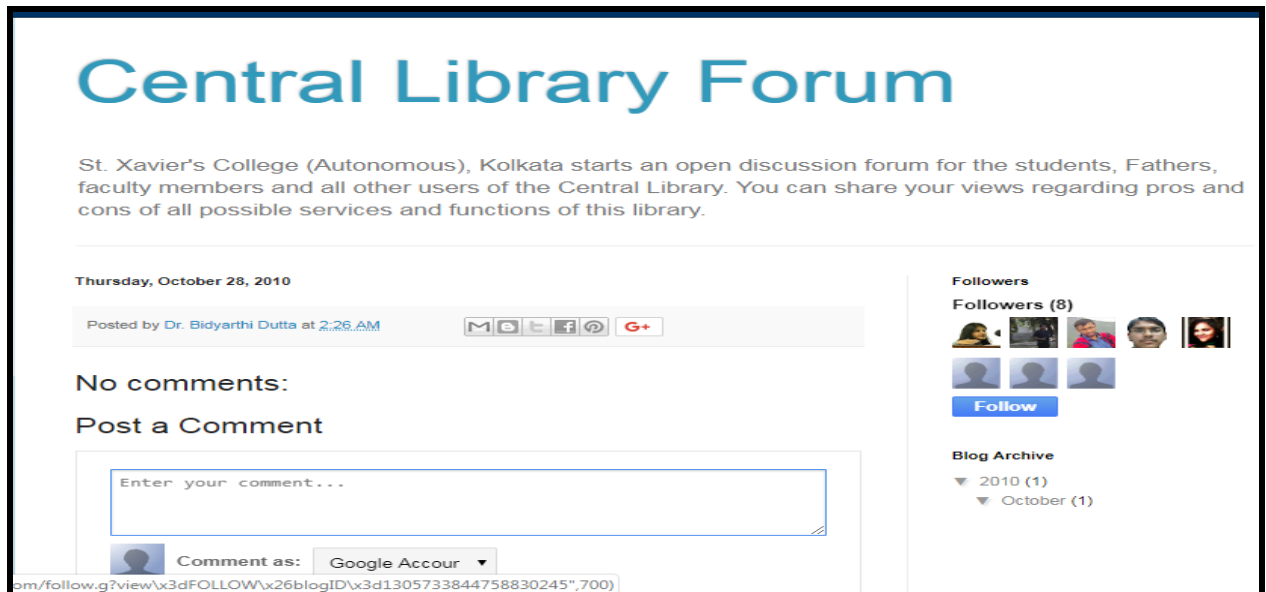 Central Library Forum
St. Xavier's College (Autonomous), Kolkata starts an open discussion forum for the students, Fathers,
faculty members and all other users of the Central Library. You can share your views regarding pros and
cons of all possible services and functions of this library.
Thursday, October 28, 2010
Posted by Dr. Bidyarthi Dutta at 2:26 AM
G+
No comments:
Post a Comment
Enter your comment...
Comment as: Google Accour
om/follow.g?view\x3dFOLLOW\x26blogID\x3d1305733844758830245",700)
Followers
Followers (8)
Follow
Blog Archive
2010 (1)
October (1)